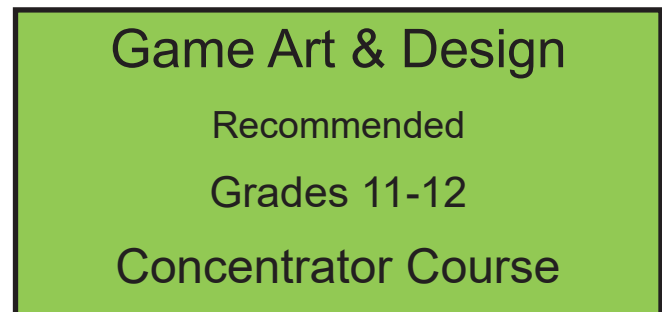 Game Art & Design
Recommended
Grades 11-12
Concentrator Course